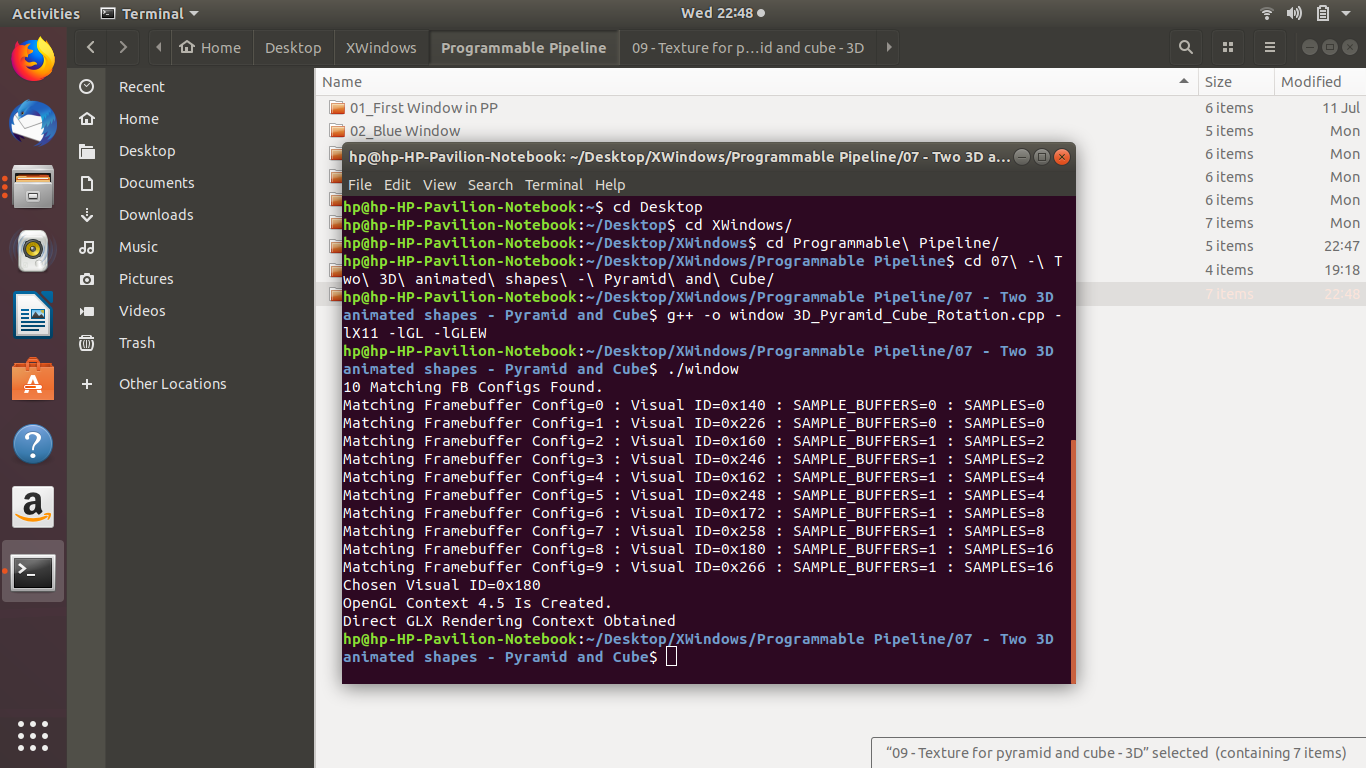 Activities Terminal Wed 22:48
Home Desktop XWindows Programmable Pipeline 09 - Texture for p…id and cube - 3D
Recent
Home
Desktop
Documents
Downloads
Music
Pictures
Videos
Trash
Other Locations
Name Size Modified
01_First Window in PP 6 items 11 Jul
02_Blue Window 5 items Mon
6 items Mon
6 items Mon
6 items Mon
7 items Mon
5 items 22:47
4 items 19:18
7 items 22:48
hp@hp-HP-Pavilion-Notebook: ~/Desktop/XWindows/Programmable Pipeline/07 - Two 3D a...
File Edit View Search Terminal Help
hp@hp-HP-Pavilion-Notebook:~$ cd Desktop
hp@hp-HP-Pavilion-Notebook:~/Desktop$ cd XWindows/
hp@hp-HP-Pavilion-Notebook:~/Desktop/XWindows$ cd Programmable\ Pipeline/
hp@hp-HP-Pavilion-Notebook:~/Desktop/XWindows/Programmable Pipeline$ cd 07\ -\ T
wo\ 3D\ animated\ shapes\ -\ Pyramid\ and\ Cube/
hp@hp-HP-Pavilion-Notebook:~/Desktop/XWindows/Programmable Pipeline/07 - Two 3D
animated shapes - Pyramid and Cube$ g++ -o window 3D_Pyramid_Cube_Rotation.cpp -
lX11 -lGL -lGLEW
hp@hp-HP-Pavilion-Notebook:~/Desktop/XWindows/Programmable Pipeline/07 - Two 3D
animated shapes - Pyramid and Cube$ ./window
10 Matching FB Configs Found.
Matching Framebuffer Config=0 : Visual ID=0x140 : SAMPLE_BUFFERS=0 : SAMPLES=0
Matching Framebuffer Config=1 : Visual ID=0x226 : SAMPLE_BUFFERS=0 : SAMPLES=0
Matching Framebuffer Config=2 : Visual ID=0x160 : SAMPLE_BUFFERS=1 : SAMPLES=2
Matching Framebuffer Config=3 : Visual ID=0x246 : SAMPLE_BUFFERS=1 : SAMPLES=2
Matching Framebuffer Config=4 : Visual ID=0x162 : SAMPLE_BUFFERS=1 : SAMPLES=4
Matching Framebuffer Config=5 : Visual ID=0x248 : SAMPLE_BUFFERS=1 : SAMPLES=4
Matching Framebuffer Config=6 : Visual ID=0x172 : SAMPLE_BUFFERS=1 : SAMPLES=8
Matching Framebuffer Config=7 : Visual ID=0x258 : SAMPLE_BUFFERS=1 : SAMPLES=8
Matching Framebuffer Config=8 : Visual ID=0x180 : SAMPLE_BUFFERS=1 : SAMPLES=16
Matching Framebuffer Config=9 : Visual ID=0x266 : SAMPLE_BUFFERS=1 : SAMPLES=16
Chosen Visual ID=0x180
OpenGL Context 4.5 Is Created.
Direct GLX Rendering Context Obtained
hp@hp-HP-Pavilion-Notebook:~/Desktop/XWindows/Programmable Pipeline/07 - Two 3D
animated shapes - Pyramid and Cube$
“09 - Texture for pyramid and cube - 3D” selected (containing 7 items)